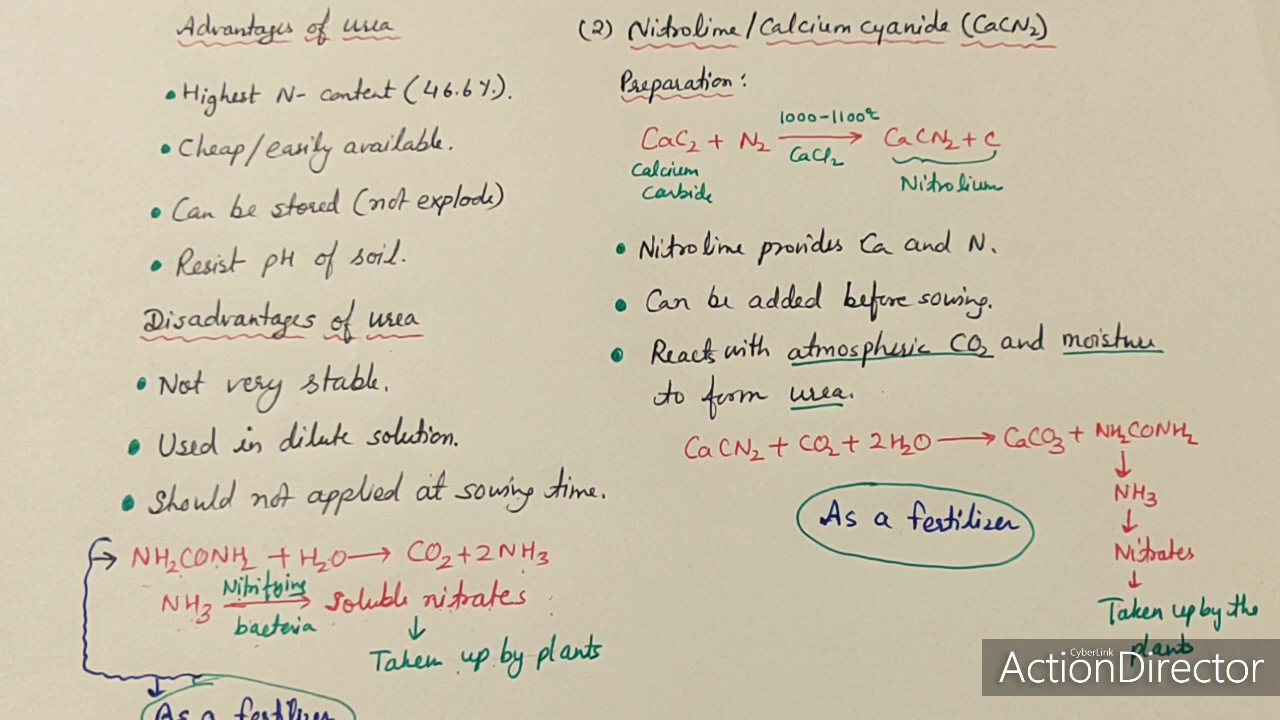 Advantages of urea
• Highest N- content (46.6%).
• Cheap/easily available.
• Can be stored (not explode)
• Resist pH of soil.
Disadvantages of urea
• Not very stable.
• Used in dilute solution.
• Should not applied at sowing time.
NH₂CONH₂ + H₂O → CO₂ + 2NH₃
NH₃ Nitrifying bacteria → soluble nitrates
↓
Taken up by plants
As a fertilizer
(2) Nitrolime/Calcium cyanide (CaCN₂)
Preparation:
1000-1100°C
CaC₂ + N₂ → CaCN₂ + C
CaCl₂
Calcium carbide
Nitrolium
• Nitrolime provides Ca and N.
• Can be added before sowing.
• Reacts with atmospheric CO₂ and moisture
to form urea.
CaCN₂ + CO₂ + 2H₂O → CaCO₃ + NH₂CONH₂
↓
NH₃
↓
Nitrates
↓
Taken up by the
plants
As a fertilizer
CyberLink
ActionDirector